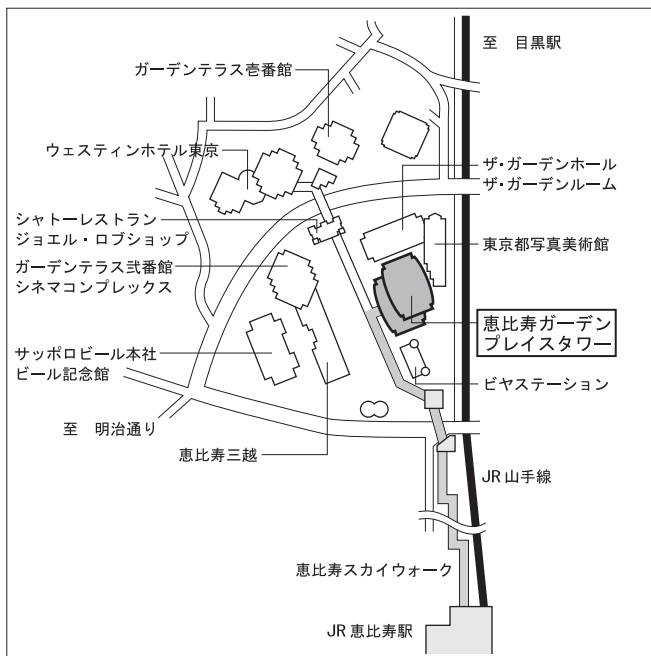 至　目黒駅
ガーデンテラス壱番館
ウェスティンホテル東京
ザ・ガーデンホール
ザ・ガーデンルーム
シャトーレストラン
ジョエル・ロブショップ
東京都写真美術館
ガーデンテラス弐番館
シネマコンプレックス
恵比寿ガーデン
プレイスタワー
サッポロビール本社
ビール記念館
ビヤステーション
至　明治通り
恵比寿三越
JR山手線
恵比寿スカイウォーク
JR恵比寿駅